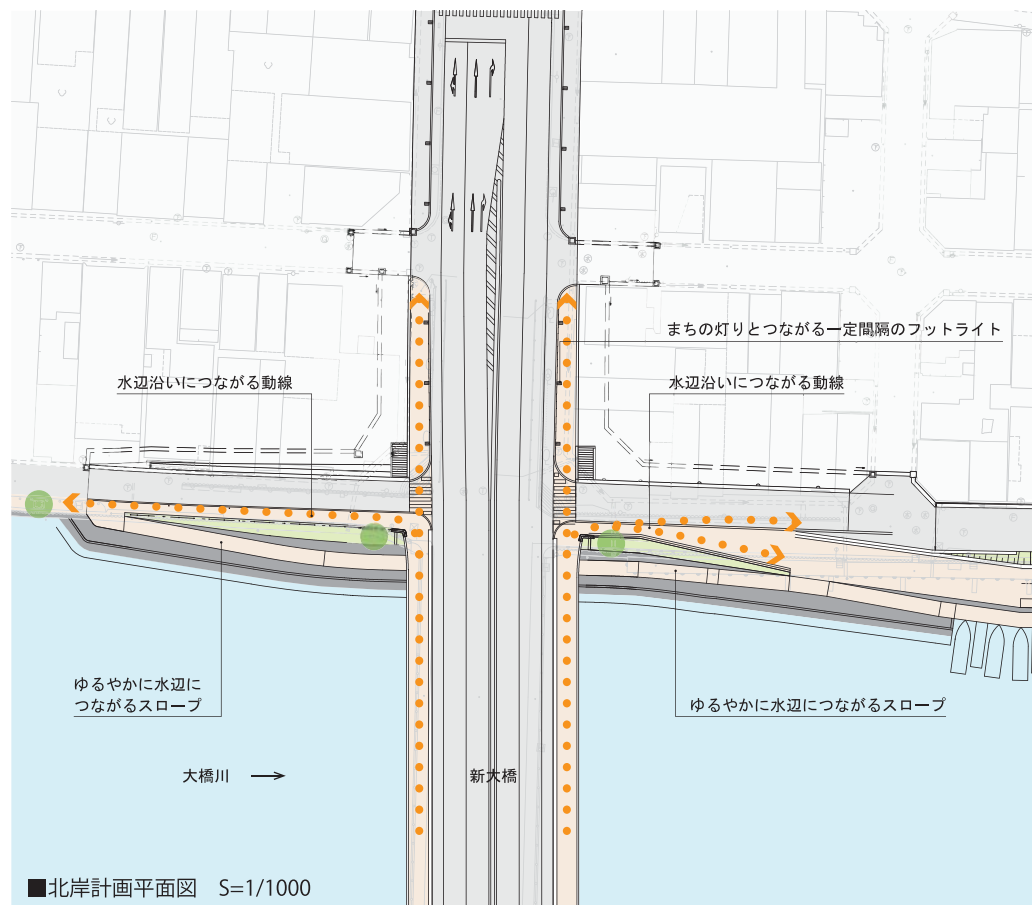 まちの灯りとつながる一定間隔のフットライト
水辺沿いにつながる動線
水辺沿いにつながる動線
ゆるやかに水辺に
つながるスロープ
ゆるやかに水辺につながるスロープ
大橋川
新大橋
■北岸計画平面図 S=1/1000